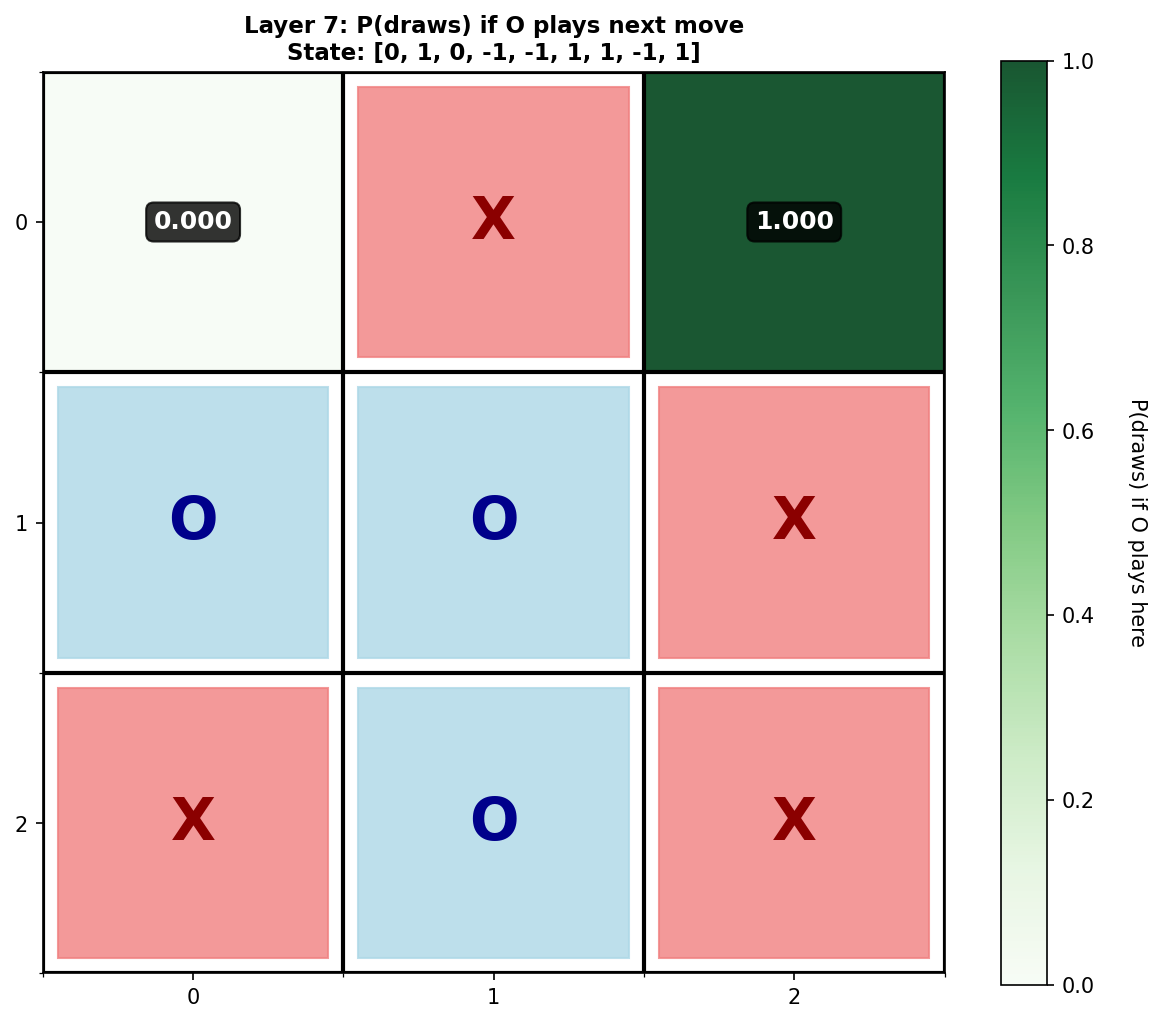 Layer 7: P(draws) if O plays next move
State: [0, 1, 0, -1, -1, 1, 1, -1, 1]
0.000
X
1.000
O
O
X
X
O
X
0
1
2
0
1
2
1.0
0.8
0.6
0.4
0.2
0.0
P(draws) if O plays here